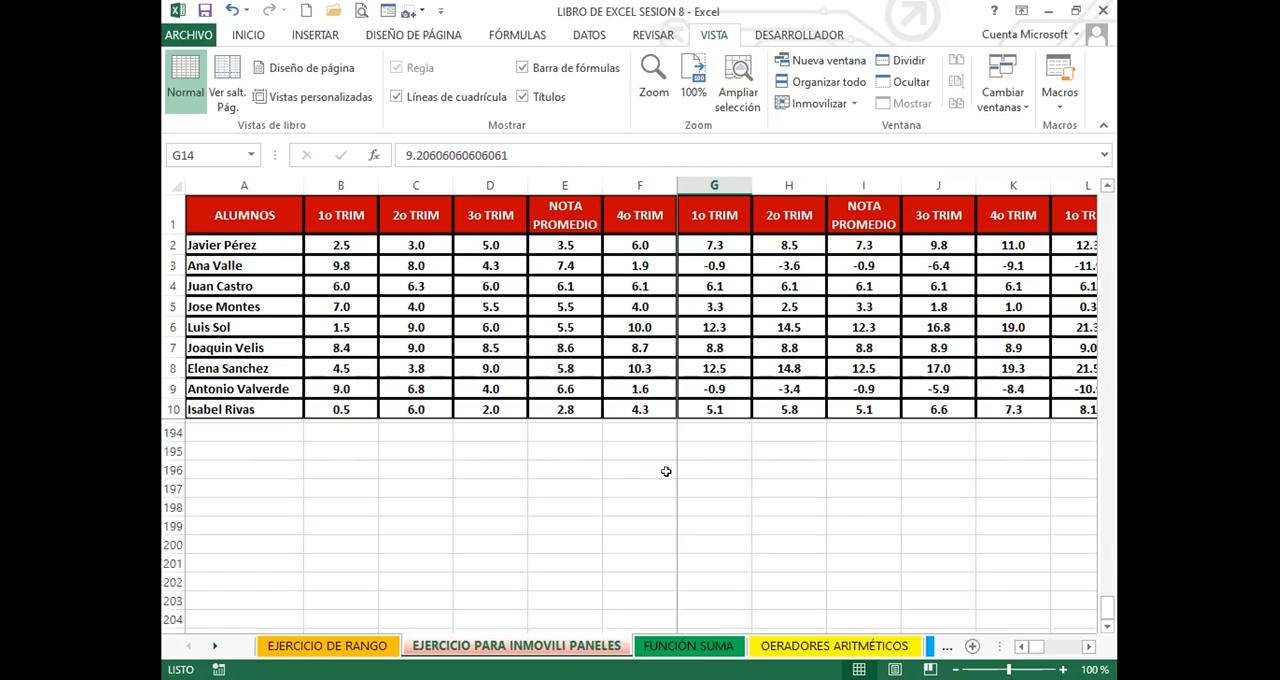 LIBRO DE EXCEL SESION 8 - Excel
?
ARCHIVO INICIO INSERTAR DISEÑO DE PÁGINA FÓRMULAS DATOS REVISAR VISTA DESARROLLADOR Cuenta Microsoft
Normal Ver salt. Pág. Diseño de página Vistas personalizadas
Vistas de libro
Regla Barra de fórmulas
Líneas de cuadrícula Títulos
Mostrar
Zoom 100% Ampliar selección
Zoom
Nueva ventana Dividir
Organizar todo Ocultar
Inmovilizar Mostrar
Cambiar ventanas
Ventana
Macros
Macros
G14 fx 9.20606060606061
A B C D E F G H I J K L
1 ALUMNOS 1o TRIM 2o TRIM 3o TRIM NOTA PROMEDIO 4o TRIM 1o TRIM 2o TRIM NOTA PROMEDIO 3o TRIM 4o TRIM 1o TR
2 Javier Pérez 2.5 3.0 5.0 3.5 6.0 7.3 8.5 7.3 9.8 11.0 12.3
3 Ana Valle 9.8 8.0 4.3 7.4 1.9 -0.9 -3.6 -0.9 -6.4 -9.1 -11.
4 Juan Castro 6.0 6.3 6.0 6.1 6.1 6.1 6.1 6.1 6.1 6.1 6.1
5 Jose Montes 7.0 4.0 5.5 5.5 4.0 3.3 2.5 3.3 1.8 1.0 0.3
6 Luis Sol 1.5 9.0 6.0 5.5 10.0 12.3 14.5 12.3 16.8 19.0 21.3
7 Joaquin Velis 8.4 9.0 8.5 8.6 8.7 8.8 8.8 8.8 8.9 8.9 9.0
8 Elena Sanchez 4.5 3.8 9.0 5.8 10.3 12.5 14.8 12.5 17.0 19.3 21.5
9 Antonio Valverde 9.0 6.8 4.0 6.6 1.6 -0.9 -3.4 -0.9 -5.9 -8.4 -10.
10 Isabel Rivas 0.5 6.0 2.0 2.8 4.3 5.1 5.8 5.1 6.6 7.3 8.1
194
195
196
197
198
199
200
201
202
203
204
EJERCICIO DE RANGO EJERCICIO PARA INMOVILI PANELES FUNCIÓN SUMA OERADORES ARITMÉTICOS ...
LISTO 100 %